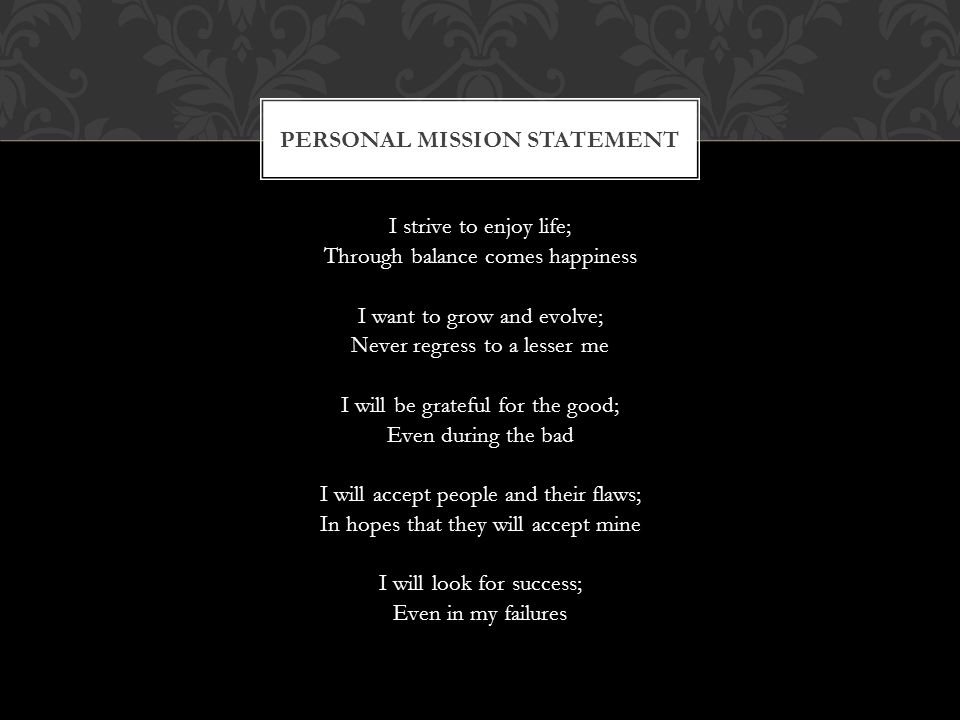 PERSONAL MISSION STATEMENT
I strive to enjoy life;
Through balance comes happiness
I want to grow and evolve;
Never regress to a lesser me
I will be grateful for the good;
Even during the bad
I will accept people and their flaws;
In hopes that they will accept mine
I will look for success;
Even in my failures